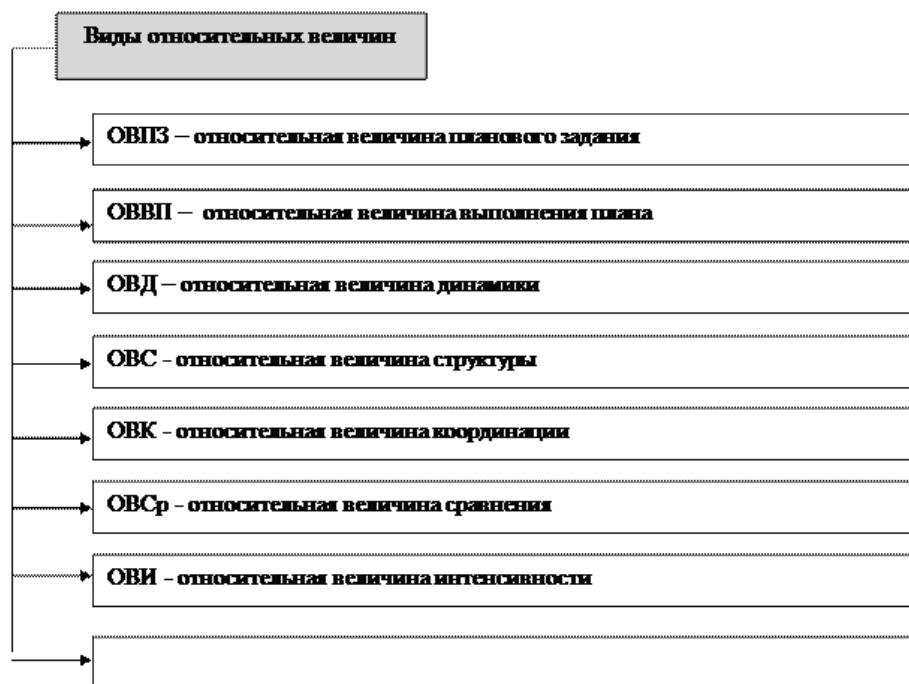 Виды относительных величин
ОВПЗ – относительная величина планового задания
ОВВП – относительная величина выполнения плана
ОВД – относительная величина динамики
ОВС - относительная величина структуры
ОВК - относительная величина координации
ОВСр - относительная величина сравнения
ОВИ - относительная величина интенсивности